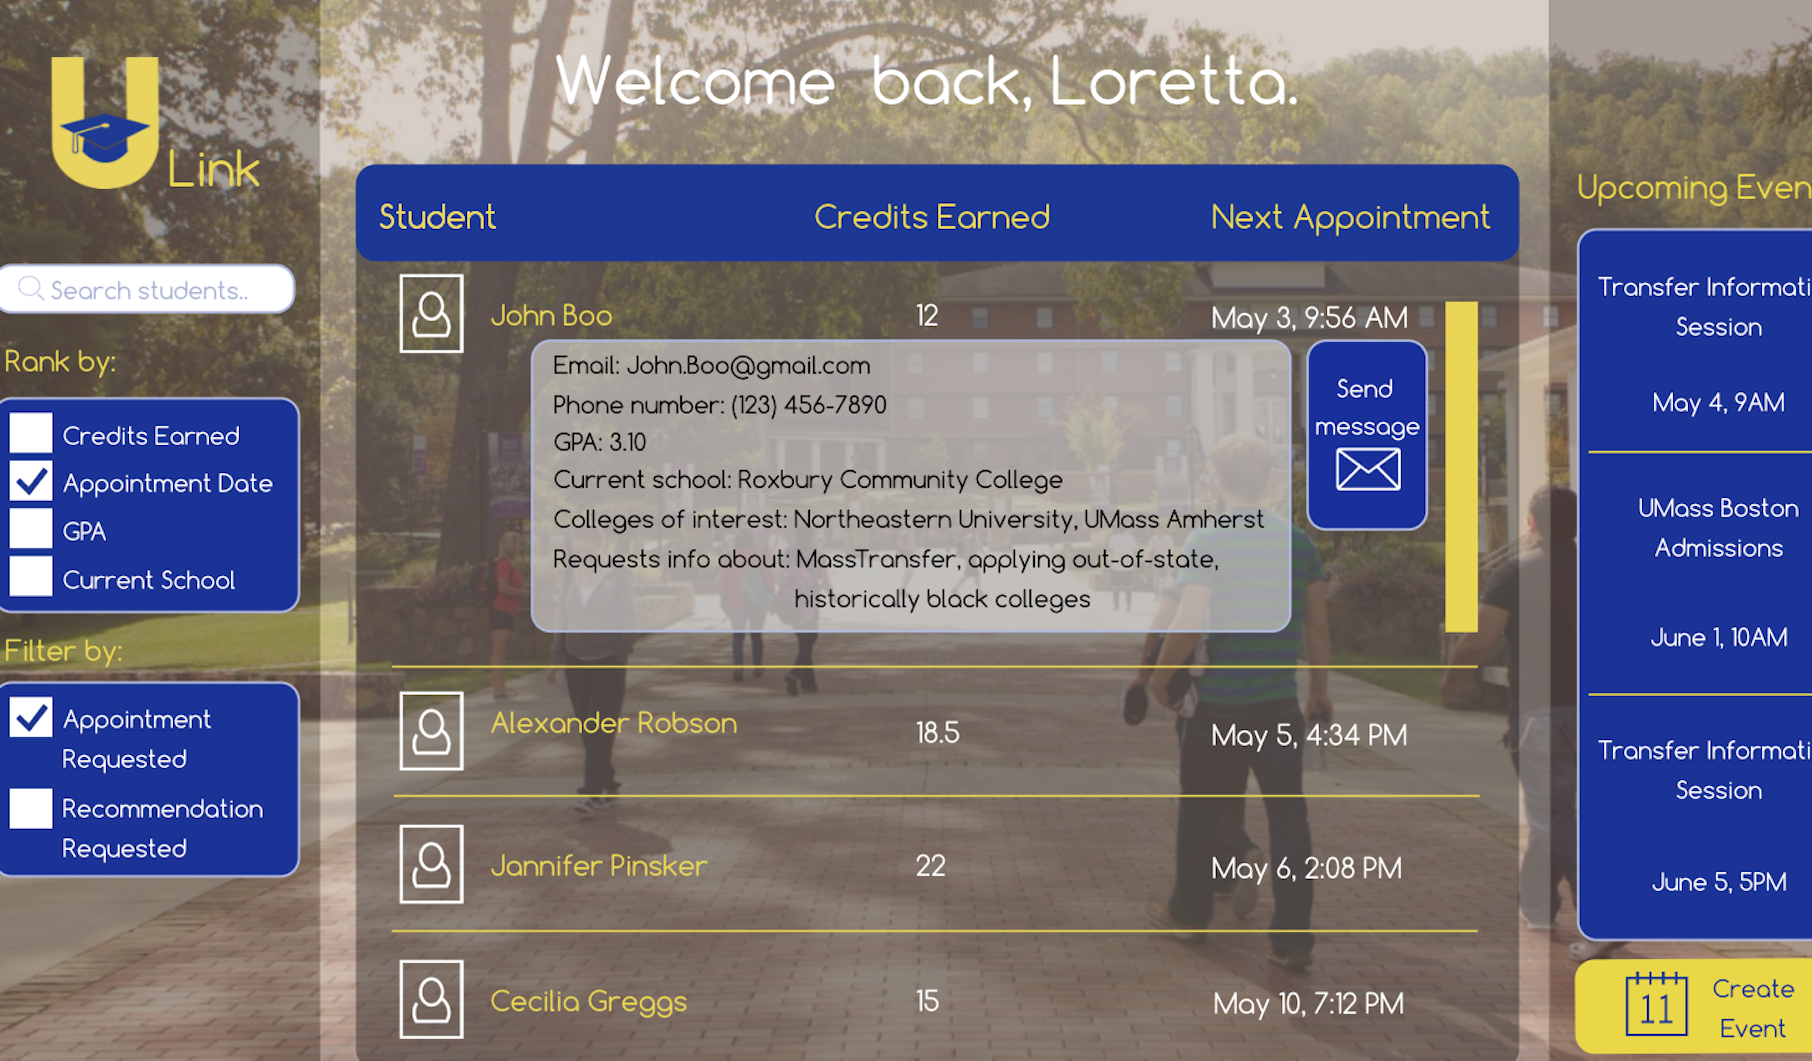 U Link
Welcome back, Loretta.
Search students..
Rank by:
Credits Earned
Appointment Date
GPA
Current School
Filter by:
Appointment
Requested
Recommendation
Requested
Student Credits Earned Next Appointment
John Boo 12 May 3, 9:56 AM
Email: John.Boo@gmail.com
Phone number: (123) 456-7890
GPA: 3.10
Current school: Roxbury Community College
Colleges of interest: Northeastern University, UMass Amherst
Requests info about: MassTransfer, applying out-of-state,
historically black colleges
Send
message
Alexander Robson 18.5 May 5, 4:34 PM
Jannifer Pinsker 22 May 6, 2:08 PM
Cecilia Greggs 15 May 10, 7:12 PM
Upcoming Even
Transfer Informati
Session
May 4, 9AM
UMass Boston
Admissions
June 1, 10AM
Transfer Informati
Session
June 5, 5PM
11
Create
Event